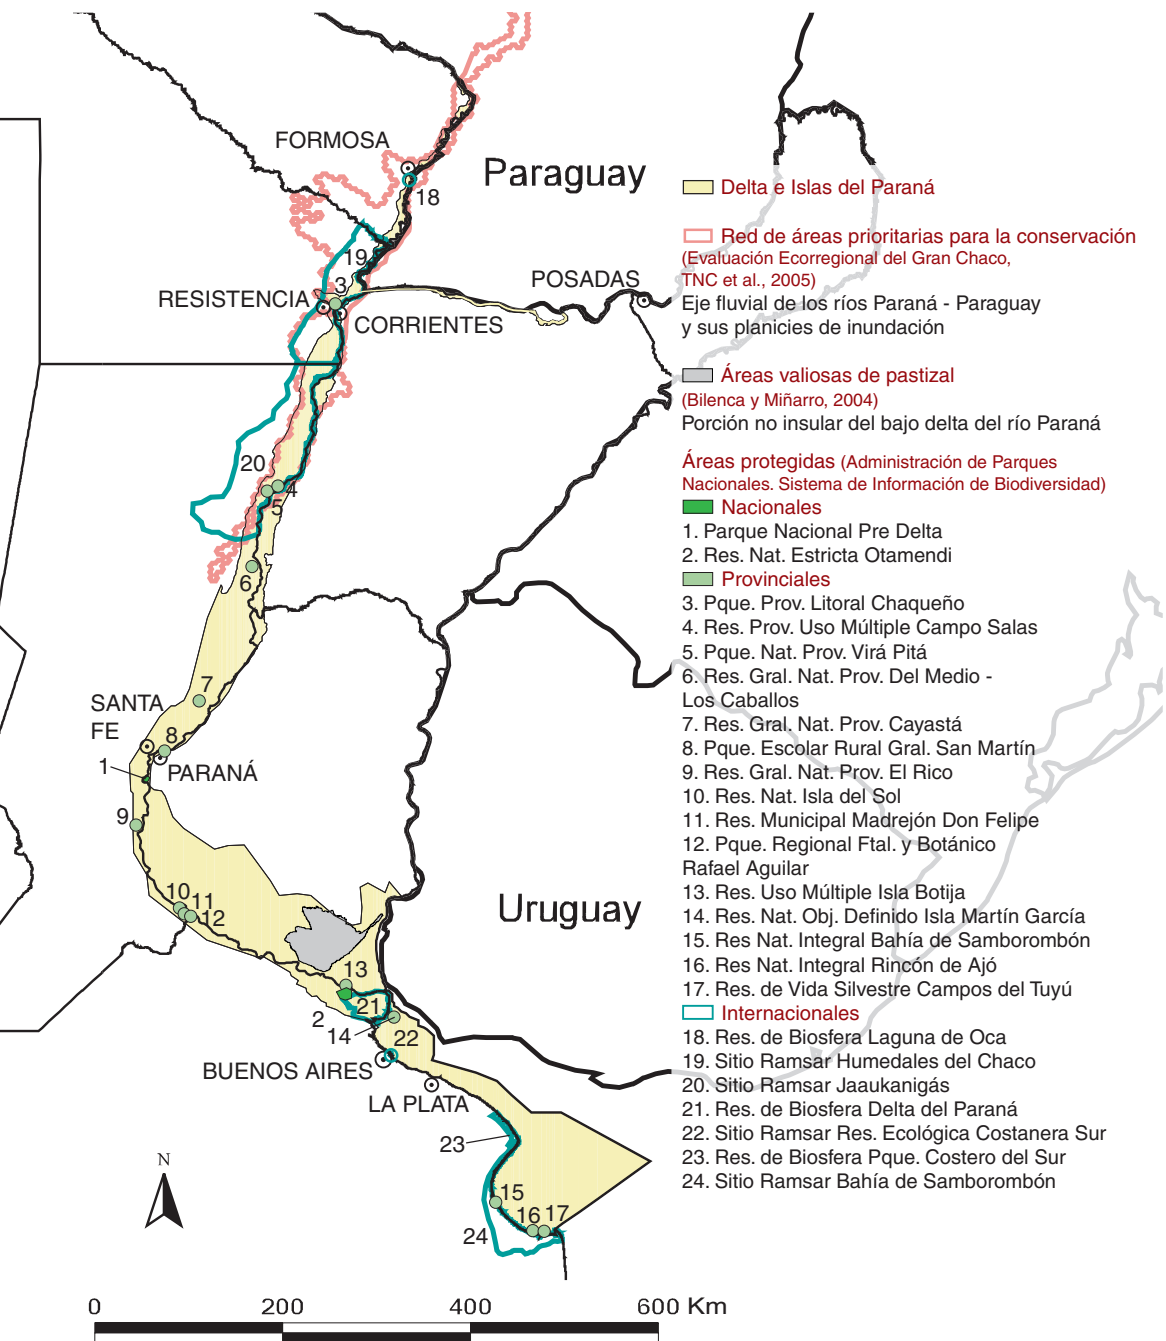 FORMOSA
Paraguay
18
19
3
RESISTENCIA
CORRIENTES
POSADAS
20
4
5
6
7
SANTA
FE
8
1
PARANÁ
9
10
11
12
Uruguay
13
21
2
14
22
BUENOS AIRES
LA PLATA
23
15
16
17
24
N
0
200
400
600 Km
Delta e Islas del Paraná
Red de áreas prioritarias para la conservación
(Evaluación Ecorregional del Gran Chaco,
TNC et al., 2005)
Eje fluvial de los ríos Paraná - Paraguay
y sus planicies de inundación
Áreas valiosas de pastizal
(Bilenca y Miñarro, 2004)
Porción no insular del bajo delta del río Paraná
Áreas protegidas (Administración de Parques
Nacionales. Sistema de Información de Biodiversidad)
Nacionales
1. Parque Nacional Pre Delta
2. Res. Nat. Estricta Otamendi
Provinciales
3. Pque. Prov. Litoral Chaqueño
4. Res. Prov. Uso Múltiple Campo Salas
5. Pque. Nat. Prov. Virá Pitá
6. Res. Gral. Nat. Prov. Del Medio -
Los Caballos
7. Res. Gral. Nat. Prov. Cayastá
8. Pque. Escolar Rural Gral. San Martín
9. Res. Gral. Nat. Prov. El Rico
10. Res. Nat. Isla del Sol
11. Res. Municipal Madrejón Don Felipe
12. Pque. Regional Ftal. y Botánico
Rafael Aguilar
13. Res. Uso Múltiple Isla Botija
14. Res. Nat. Obj. Definido Isla Martín García
15. Res Nat. Integral Bahía de Samborombón
16. Res Nat. Integral Rincón de Ajó
17. Res. de Vida Silvestre Campos del Tuyú
Internacionales
18. Res. de Biosfera Laguna de Oca
19. Sitio Ramsar Humedales del Chaco
20. Sitio Ramsar Jaaukanigás
21. Res. de Biosfera Delta del Paraná
22. Sitio Ramsar Res. Ecológica Costanera Sur
23. Res. de Biosfera Pque. Costero del Sur
24. Sitio Ramsar Bahía de Samborombón